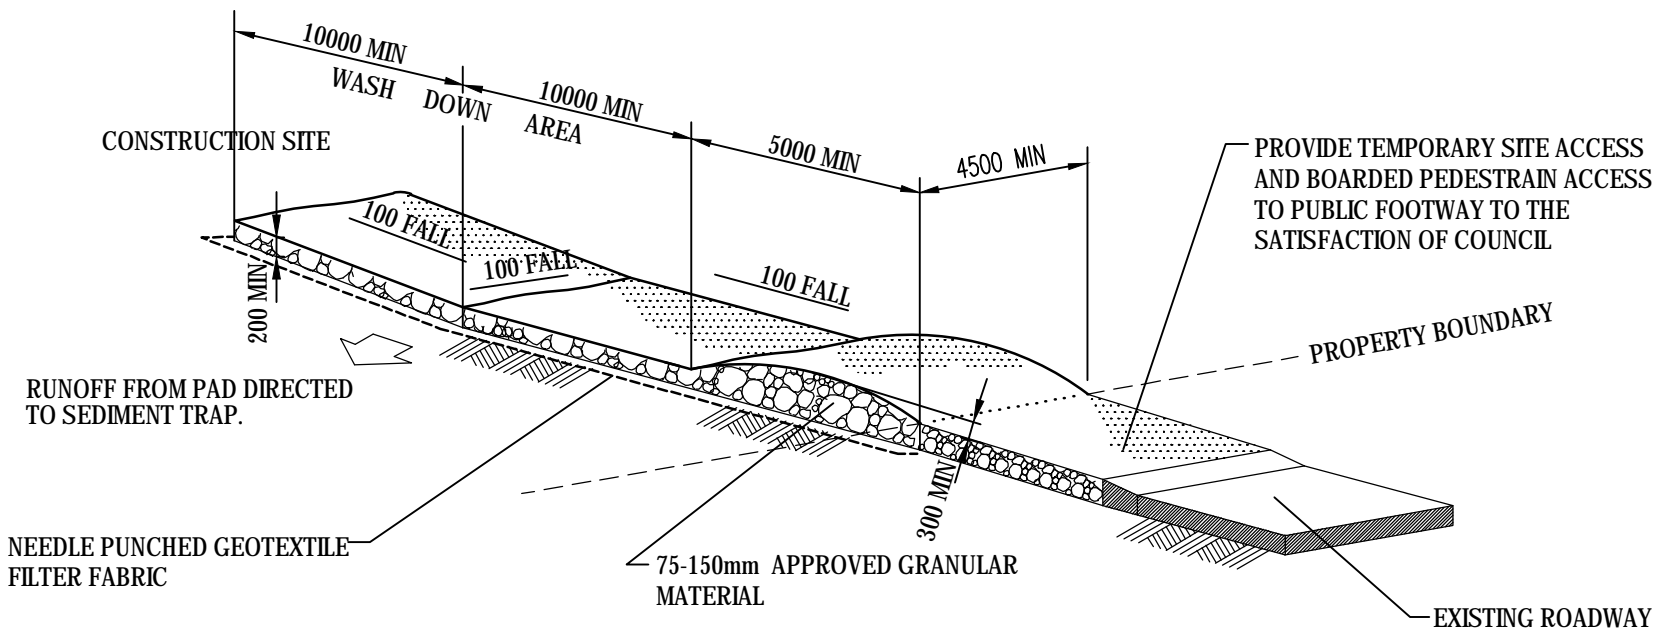 10000 MIN
WASH DOWN AREA
10000 MIN
5000 MIN
4500 MIN
CONSTRUCTION SITE
PROVIDE TEMPORARY SITE ACCESS
AND BOARDED PEDESTRAIN ACCESS
TO PUBLIC FOOTWAY TO THE
SATISFACTION OF COUNCIL
100 FALL
100 FALL
100 FALL
200 MIN
PROPERTY BOUNDARY
RUNOFF FROM PAD DIRECTED
TO SEDIMENT TRAP.
300 MIN
NEEDLE PUNCHED GEOTEXTILE
FILTER FABRIC
75-150mm APPROVED GRANULAR
MATERIAL
EXISTING ROADWAY